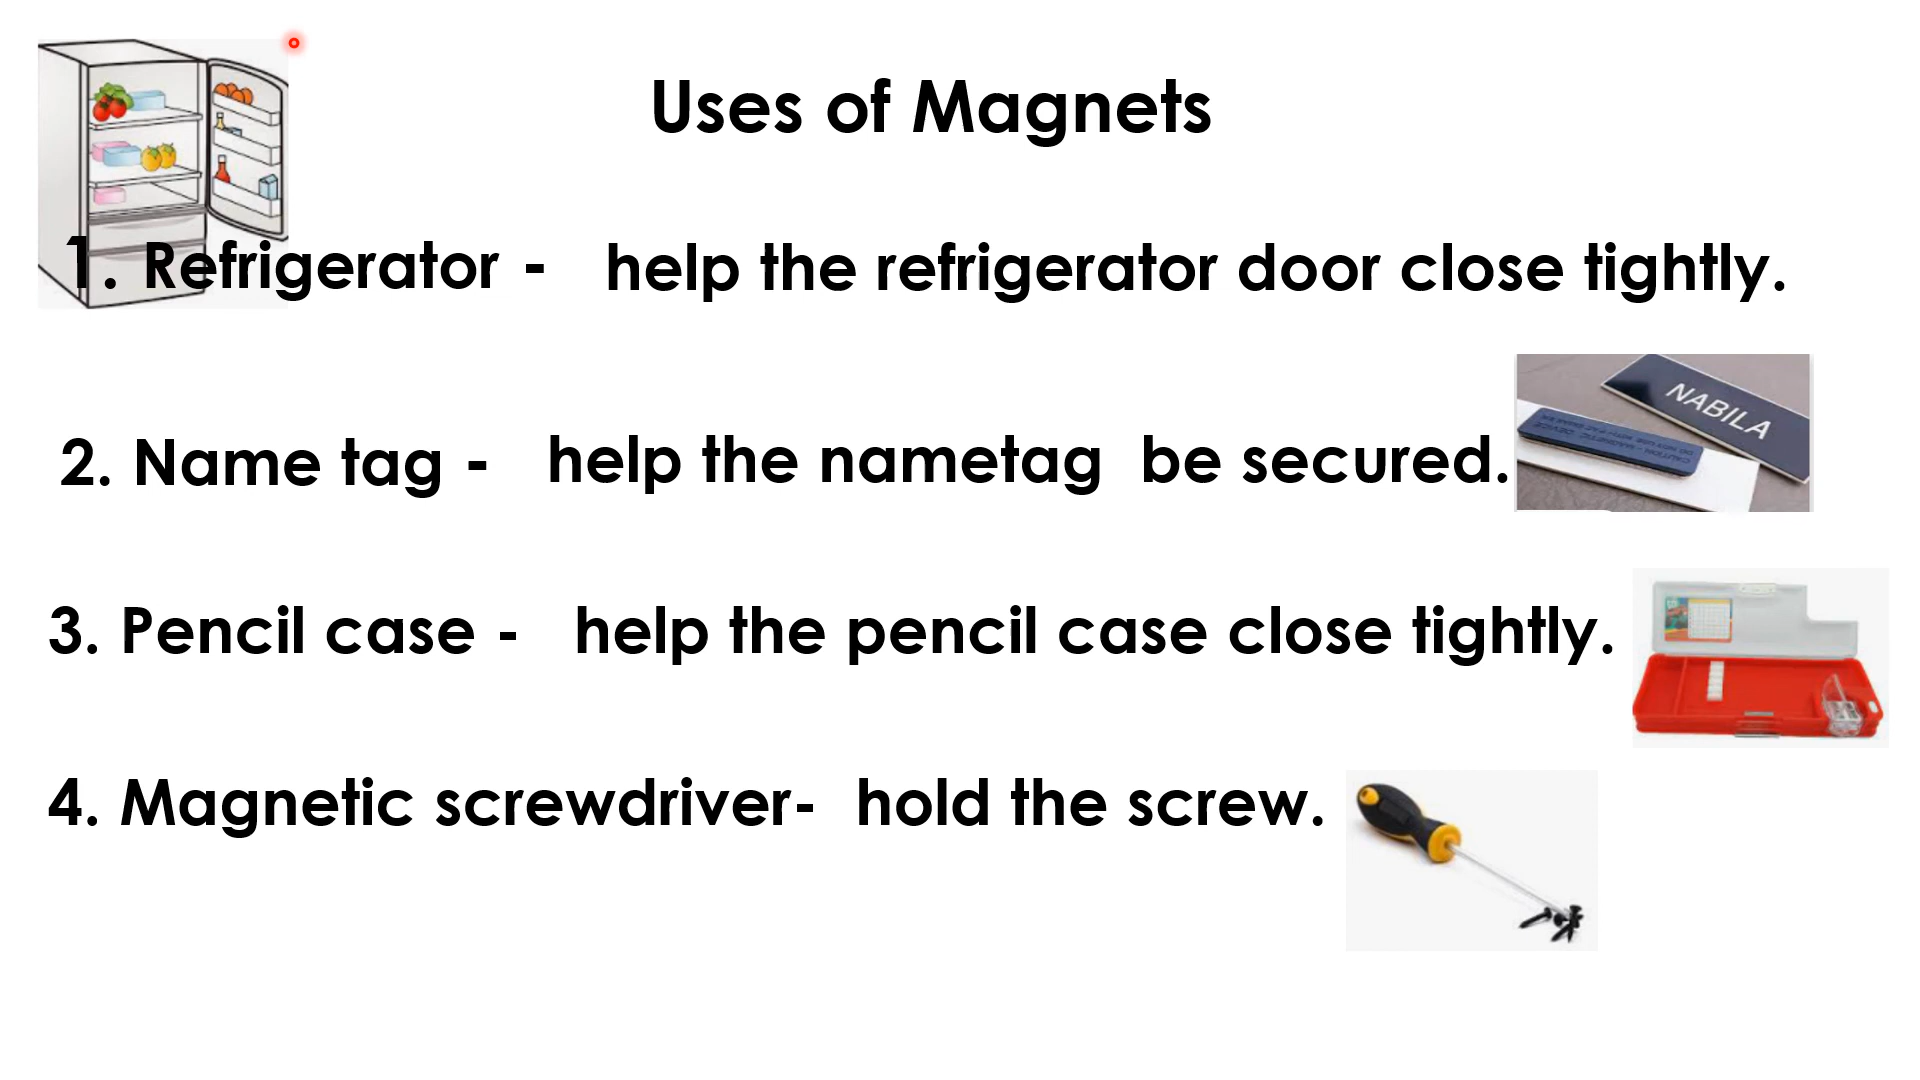 Uses of Magnets
1. Refrigerator - help the refrigerator door close tightly.
NABILA
2. Name tag - help the nametag be secured.
3. Pencil case - help the pencil case close tightly.
4. Magnetic screwdriver- hold the screw.